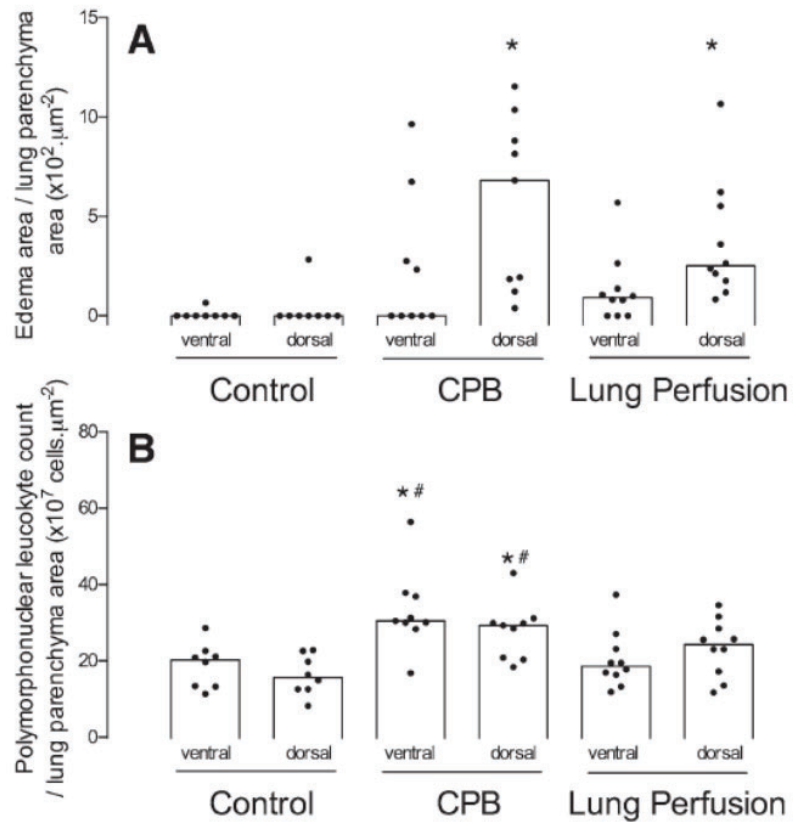 A
Edema area / lung parenchyma
area (x10².µm⁻²)
15
10
5
0
* *
ventral dorsal ventral dorsal ventral dorsal
Control CPB Lung Perfusion
B
Polymorphonuclear leucokyte count
/ lung parenchyma area (x10⁷ cells.µm⁻²)
80
60
40
20
0
*# *#
ventral dorsal ventral dorsal ventral dorsal
Control CPB Lung Perfusion